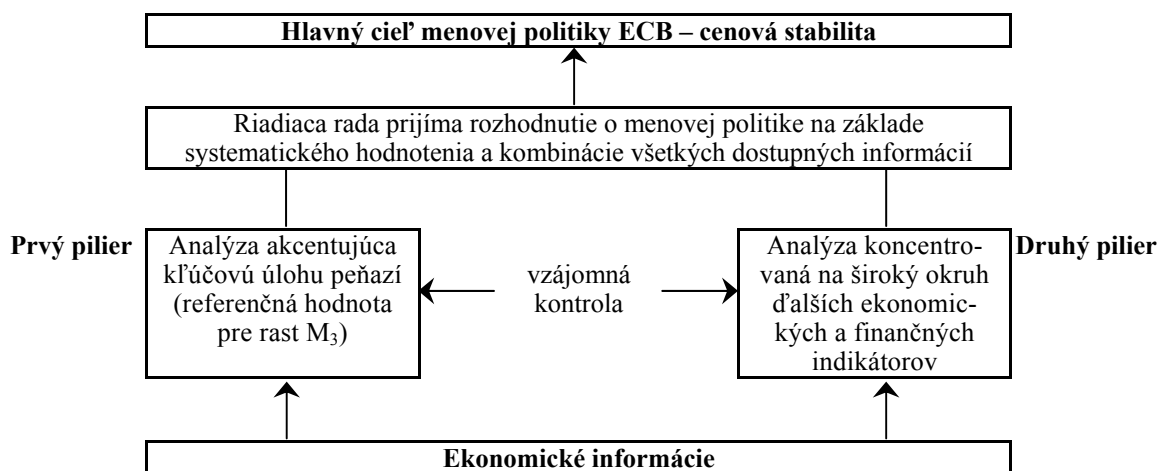 Hlavný cieľ menovej politiky ECB – cenová stabilita
Riadiaca rada prijíma rozhodnutie o menovej politike na základe
systematického hodnotenia a kombinácie všetkých dostupných informácií
Prvý pilier
Analýza akcentujúca
kľúčovú úlohu peňazí
(referenčná hodnota
pre rast M₃)
vzájomná
kontrola
Analýza koncentro-
vaná na široký okruh
ďalších ekonomic-
kých a finančných
indikátorov
Druhý pilier
Ekonomické informácie